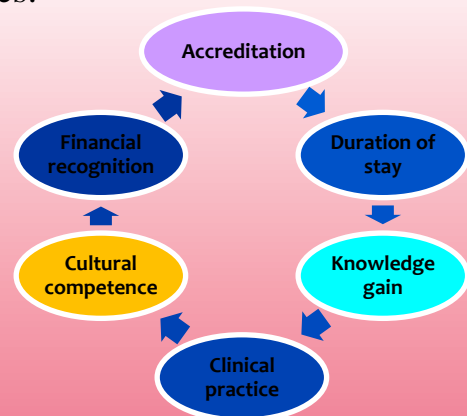 Accreditation
Duration of
stay
Knowledge
gain
Clinical
practice
Cultural
competence
Financial
recognition